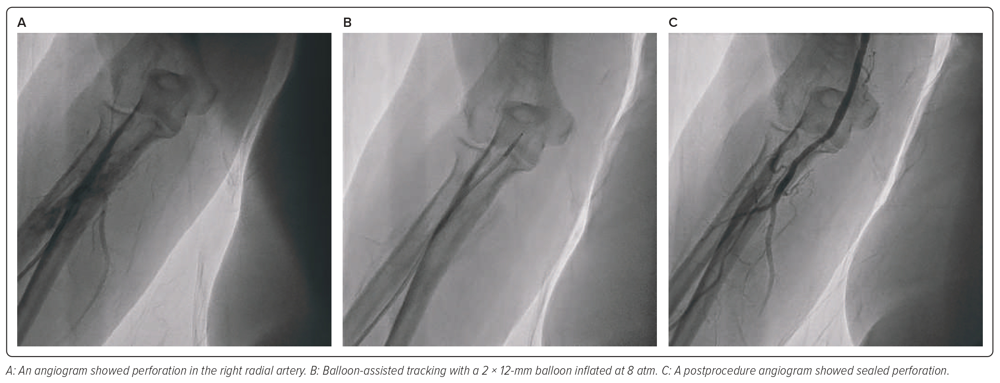 A
B
C
A: An angiogram showed perforation in the right radial artery. B: Balloon-assisted tracking with a 2 × 12-mm balloon inflated at 8 atm. C: A postprocedure angiogram showed sealed perforation.